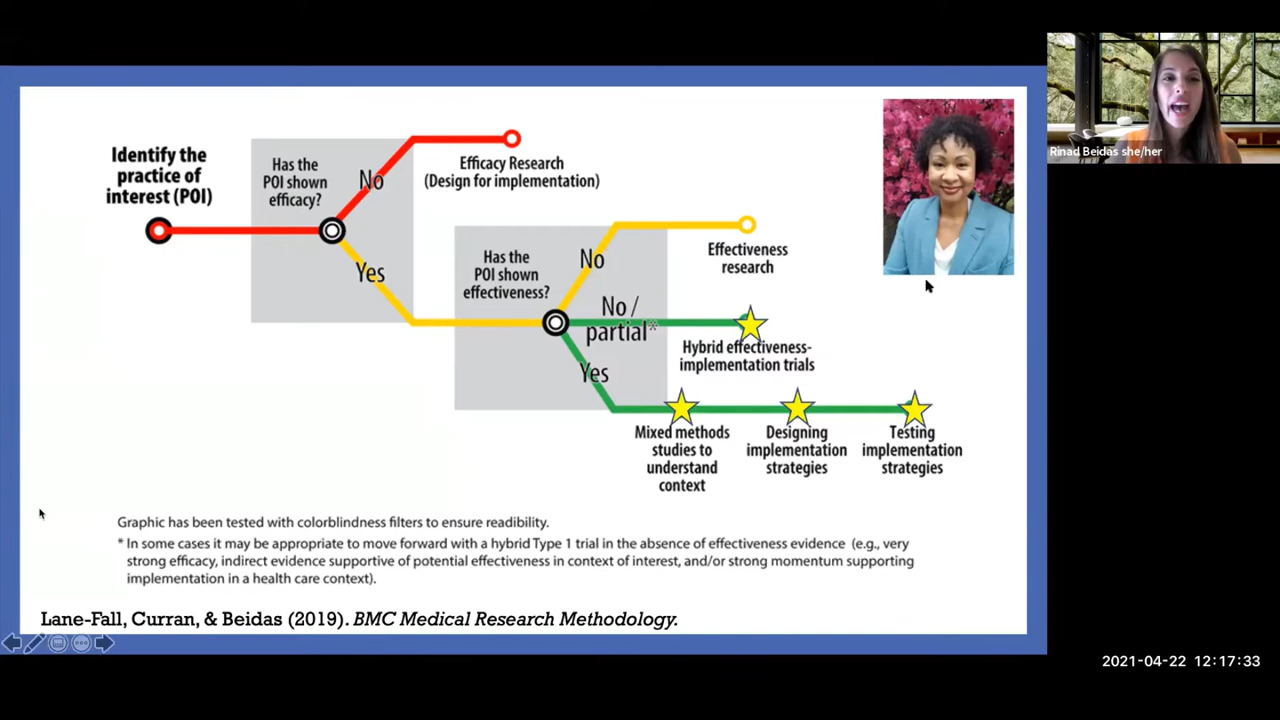 Rinad Beidas she/her
Identify the
practice of
interest (POI)
Has the
POI shown
efficacy?
No
Yes
Efficacy Research
(Design for implementation)
Has the
POI shown
effectiveness?
No
No /
partial*
Yes
Effectiveness
research
Hybrid effectiveness-
implementation trials
Mixed methods
studies to
understand
context
Designing
implementation
strategies
Testing
implementation
strategies
Graphic has been tested with colorblindness filters to ensure readibility.
* In some cases it may be appropriate to move forward with a hybrid Type 1 trial in the absence of effectiveness evidence (e.g., very
strong efficacy, indirect evidence supportive of potential effectiveness in context of interest, and/or strong momentum supporting
implementation in a health care context).
Lane-Fall, Curran, & Beidas (2019). BMC Medical Research Methodology.
2021-04-22 12:17:33